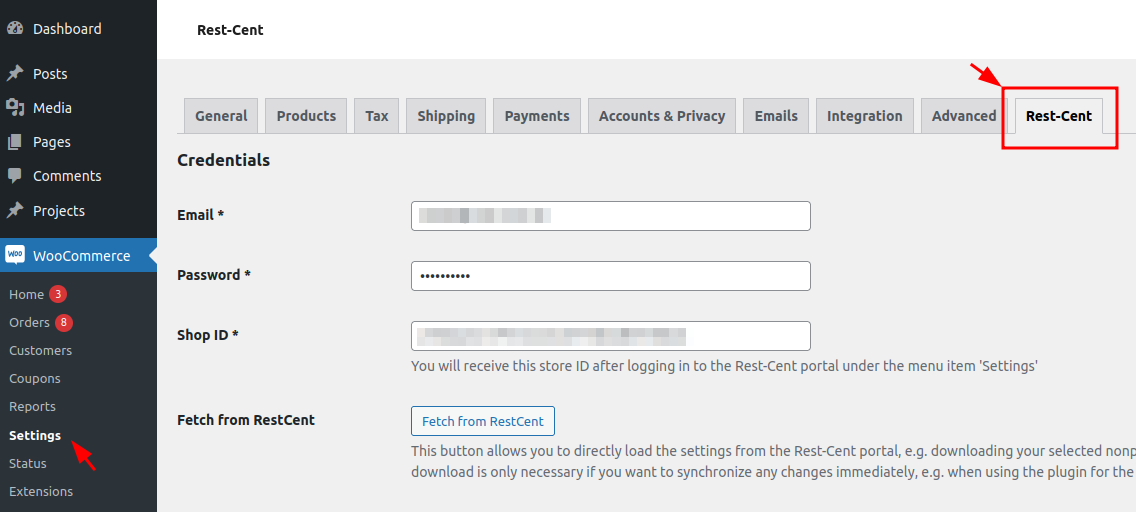 Dashboard
Posts
Media
Pages
Comments
Projects
WOO WooCommerce
Home 3
Orders 8
Customers
Coupons
Reports
Settings
Status
Extensions
Rest-Cent
General Products Tax Shipping Payments Accounts & Privacy Emails Integration Advanced Rest-Cent
Credentials
Email *
Password * ••••••••••
Shop ID *
You will receive this store ID after logging in to the Rest-Cent portal under the menu item 'Settings'
Fetch from RestCent Fetch from RestCent
This button allows you to directly load the settings from the Rest-Cent portal, e.g. downloading your selected nonp
download is only necessary if you want to synchronize any changes immediately, e.g. when using the plugin for the